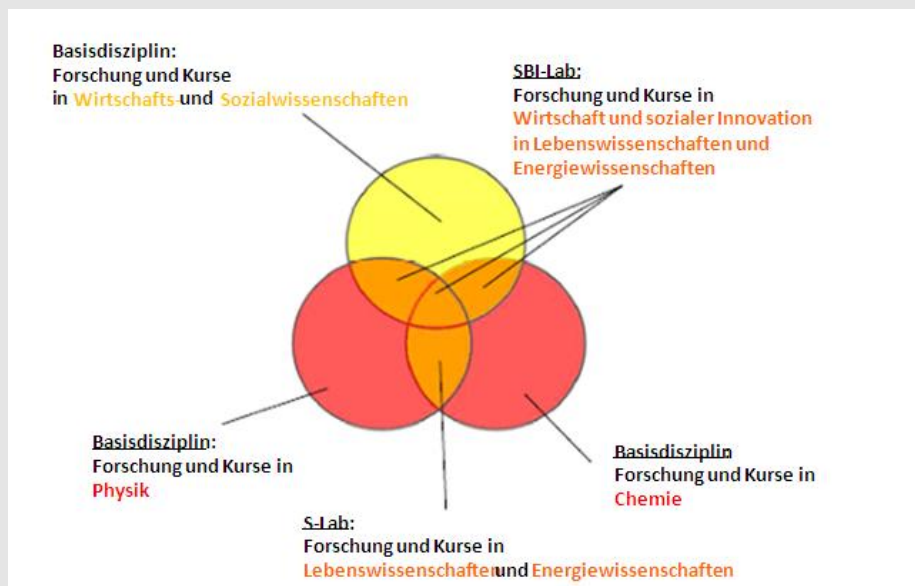 Basisdisziplin:
Forschung und Kurse
in Wirtschafts-und Sozialwissenschaften
SBI-Lab:
Forschung und Kurse in
Wirtschaft und sozialer Innovation
in Lebenswissenschaften und
Energiewissenschaften
Basisdisziplin:
Forschung und Kurse in
Physik
Basisdisziplin
Forschung und Kurse in
Chemie
S-Lab:
Forschung und Kurse in
Lebenswissenschaften und Energiewissenschaften